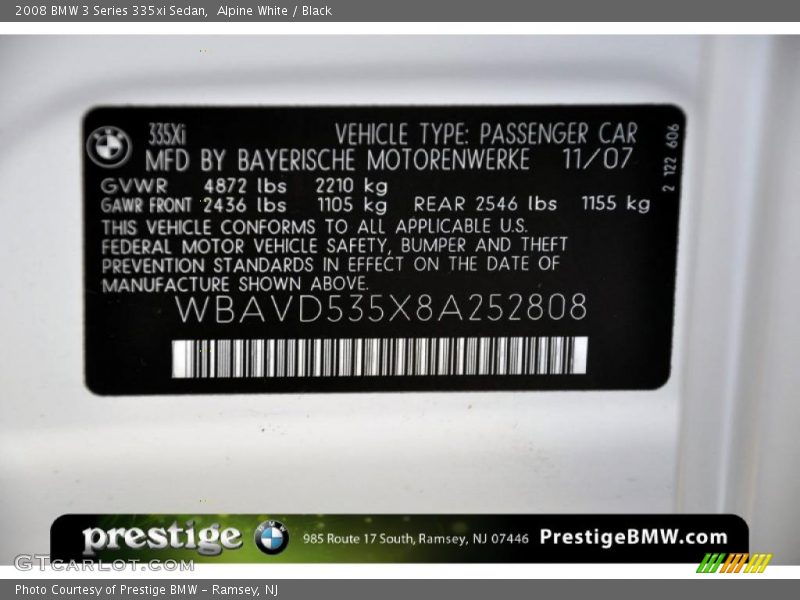 2008 BMW 3 Series 335xi Sedan,  Alpine White / Black
335Xi VEHICLE TYPE: PASSENGER CAR
MFD BY BAYERISCHE MOTORENWERKE 11/07
GVWR 4872 lbs 2210 kg
GAWR FRONT 2436 lbs 1105 kg REAR 2546 lbs 1155 kg
THIS VEHICLE CONFORMS TO ALL APPLICABLE U.S.
FEDERAL MOTOR VEHICLE SAFETY, BUMPER AND THEFT
PREVENTION STANDARDS IN EFFECT ON THE DATE OF
MANUFACTURE SHOWN ABOVE.
WBAVD535X8A252808
2 122 606
prestige BMW 985 Route 17 South, Ramsey, NJ 07446 PrestigeBMW.com
GTCARLOT.COM
Photo Courtesy of Prestige BMW - Ramsey, NJ